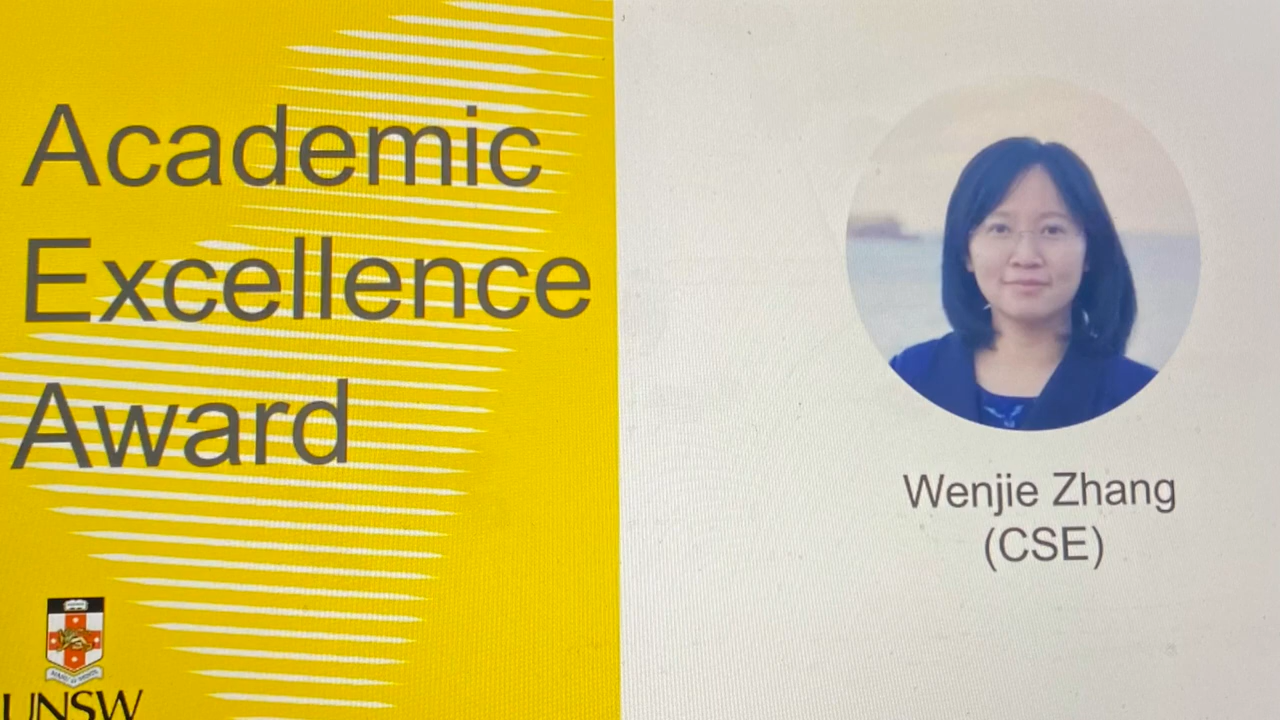 Academic
Excellence
Award
UNSW
Wenjie Zhang
(CSE)